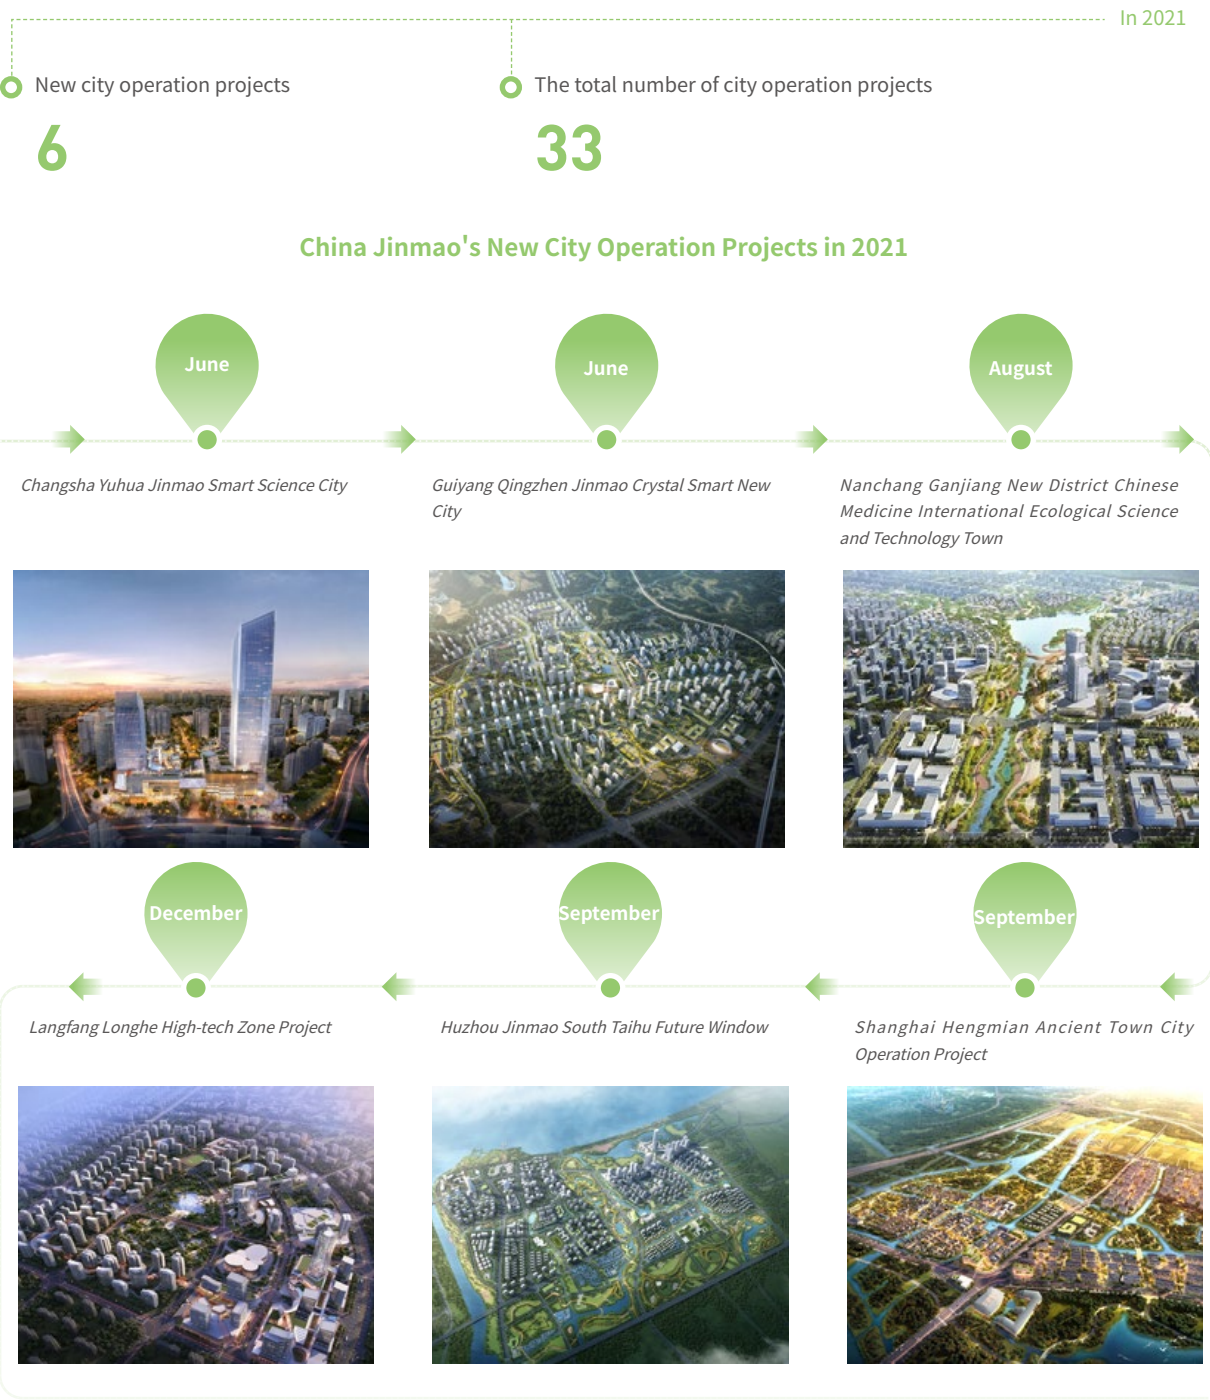 In 2021
New city operation projects
6
The total number of city operation projects
33
China Jinmao's New City Operation Projects in 2021
June
June
August
Changsha Yuhua Jinmao Smart Science City
Guiyang Qingzhen Jinmao Crystal Smart New
City
Nanchang Ganjiang New District Chinese
Medicine International Ecological Science
and Technology Town
December
September
September
Langfang Longhe High-tech Zone Project
Huzhou Jinmao South Taihu Future Window
Shanghai Hengmian Ancient Town City
Operation Project